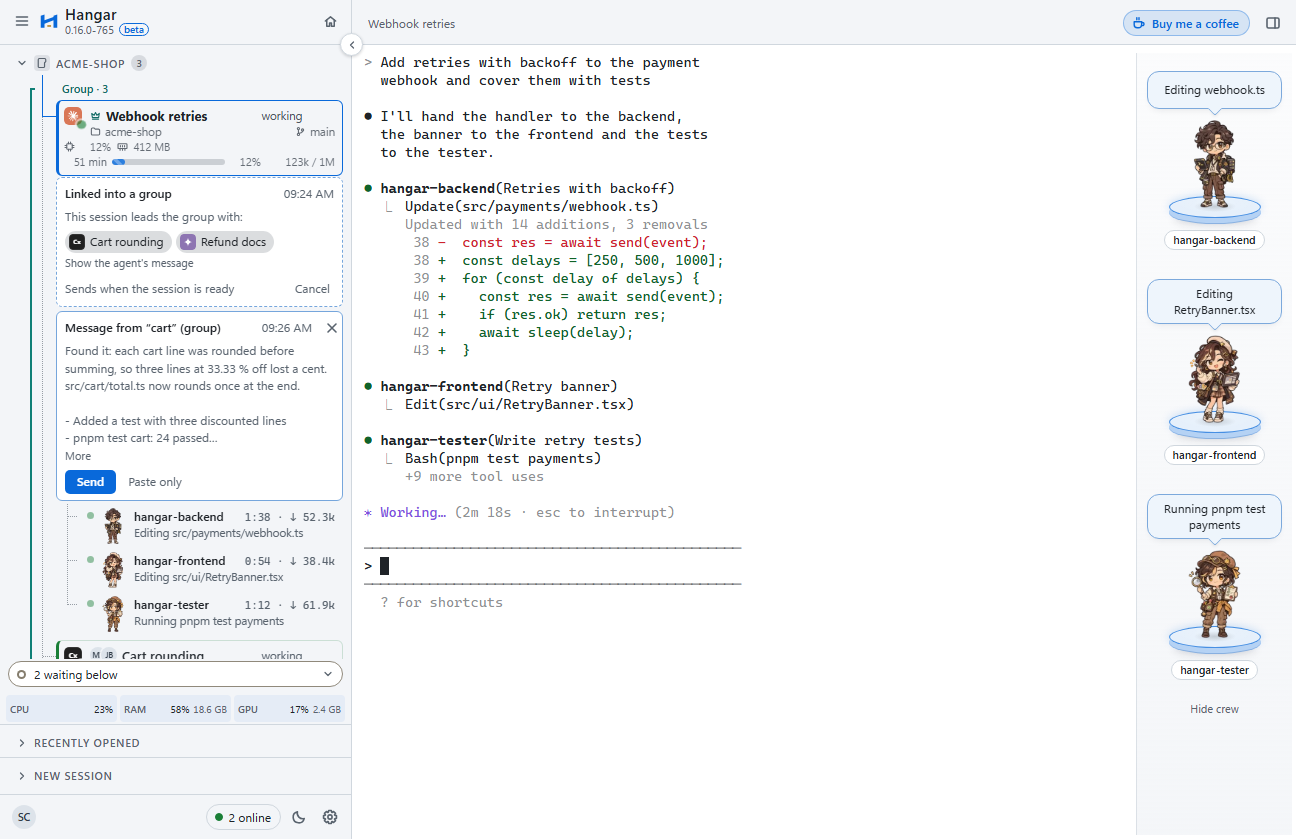 Hangar
0.16.0-765 beta
ACME-SHOP 3
Group · 3
Webhook retries working
acme-shop main
12% 412 MB
51 min 12% 123k / 1M
Linked into a group 09:24 AM
This session leads the group with:
Cx Cart rounding Refund docs
Show the agent's message
Sends when the session is ready Cancel
Message from “cart” (group) 09:26 AM
Found it: each cart line was rounded before
summing, so three lines at 33.33 % off lost a cent.
src/cart/total.ts now rounds once at the end.
- Added a test with three discounted lines
- pnpm test cart: 24 passed...
More
Send Paste only
hangar-backend 1:38 · ↓ 52.3k
Editing src/payments/webhook.ts
hangar-frontend 0:54 · ↓ 38.4k
Editing src/ui/RetryBanner.tsx
hangar-tester 1:12 · ↓ 61.9k
Running pnpm test payments
Cx M JB Cart rounding working
2 waiting below
CPU 23% RAM 58% 18.6 GB GPU 17% 2.4 GB
RECENTLY OPENED
NEW SESSION
SC 2 online
Webhook retries
Buy me a coffee
> Add retries with backoff to the payment
webhook and cover them with tests
● I'll hand the handler to the backend,
the banner to the frontend and the tests
to the tester.
● hangar-backend(Retries with backoff)
⎿ Update(src/payments/webhook.ts)
Updated with 14 additions, 3 removals
38 - const res = await send(event);
38 + const delays = [250, 500, 1000];
39 + for (const delay of delays) {
40 + const res = await send(event);
41 + if (res.ok) return res;
42 + await sleep(delay);
43 + }
● hangar-frontend(Retry banner)
⎿ Edit(src/ui/RetryBanner.tsx)
● hangar-tester(Write retry tests)
⎿ Bash(pnpm test payments)
+9 more tool uses
* Working… (2m 18s · esc to interrupt)
>
? for shortcuts
Editing webhook.ts
hangar-backend
Editing
RetryBanner.tsx
hangar-frontend
Running pnpm test
payments
hangar-tester
Hide crew